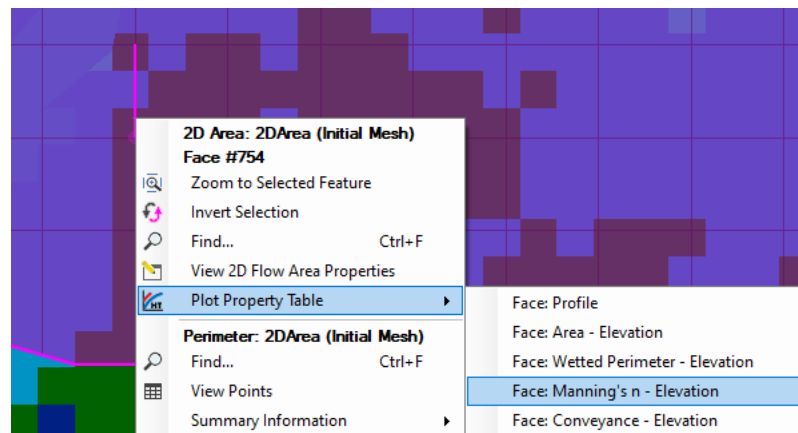 2D Area: 2DArea (Initial Mesh)
Face #754
Zoom to Selected Feature
Invert Selection
Find... Ctrl+F
View 2D Flow Area Properties
Plot Property Table
Perimeter: 2DArea (Initial Mesh)
Find... Ctrl+F
View Points
Summary Information
Face: Profile
Face: Area - Elevation
Face: Wetted Perimeter - Elevation
Face: Manning's n - Elevation
Face: Conveyance - Elevation